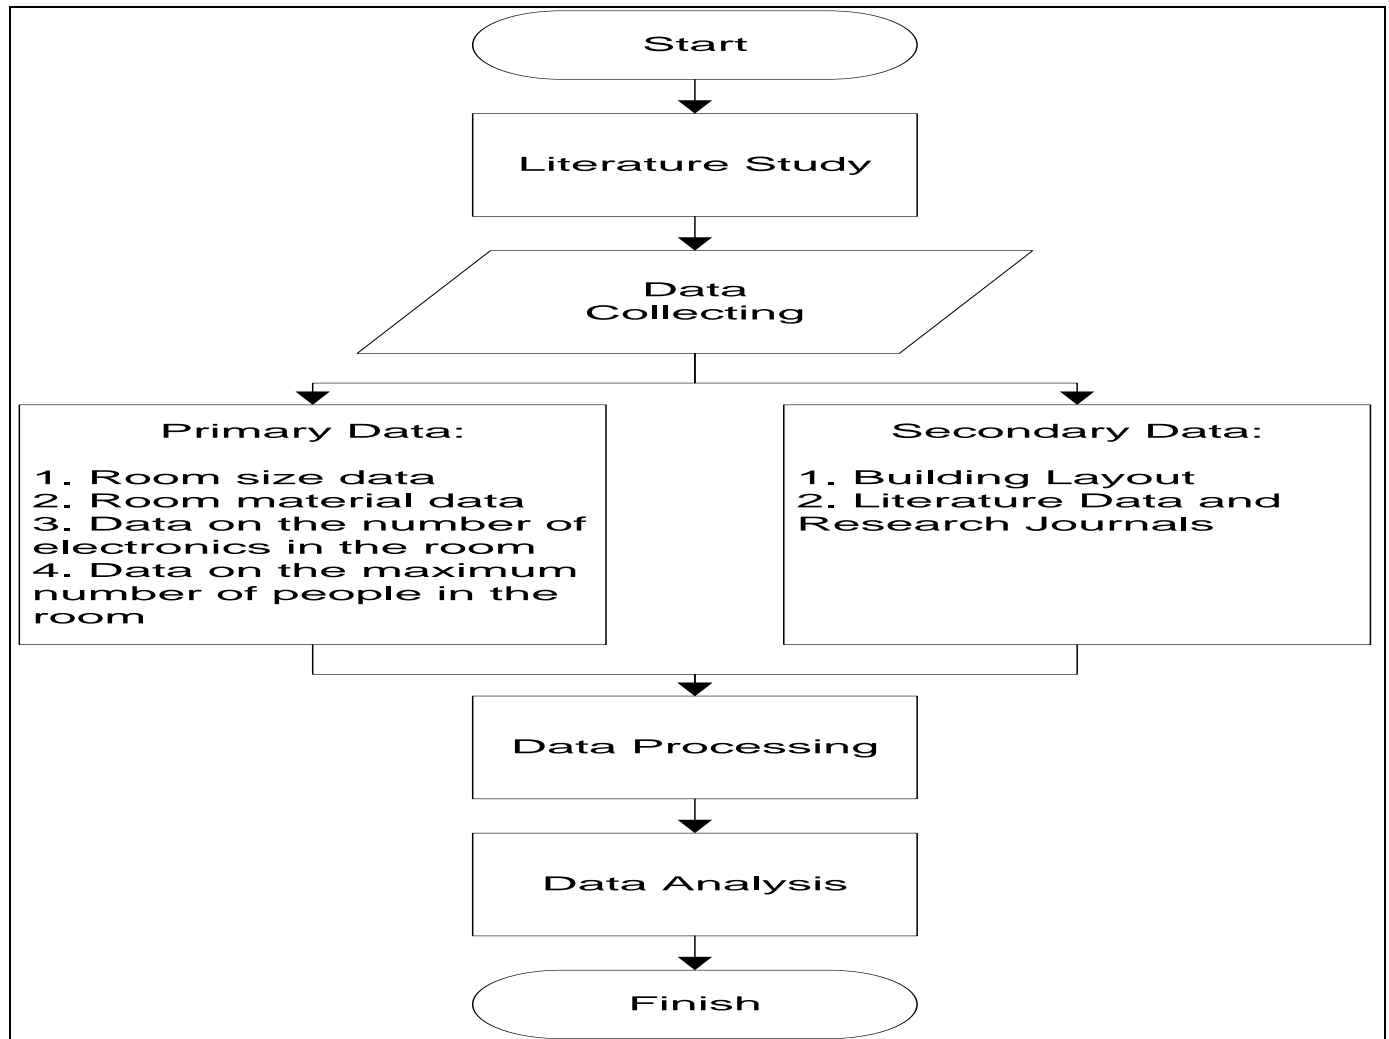 Start
Literature Study
Data
Collecting
Primary Data:
1. Room size data
2. Room material data
3. Data on the number of
electronics in the room
4. Data on the maximum
number of people in the
room
Secondary Data:
1. Building Layout
2. Literature Data and
Research Journals
Data Processing
Data Analysis
Finish